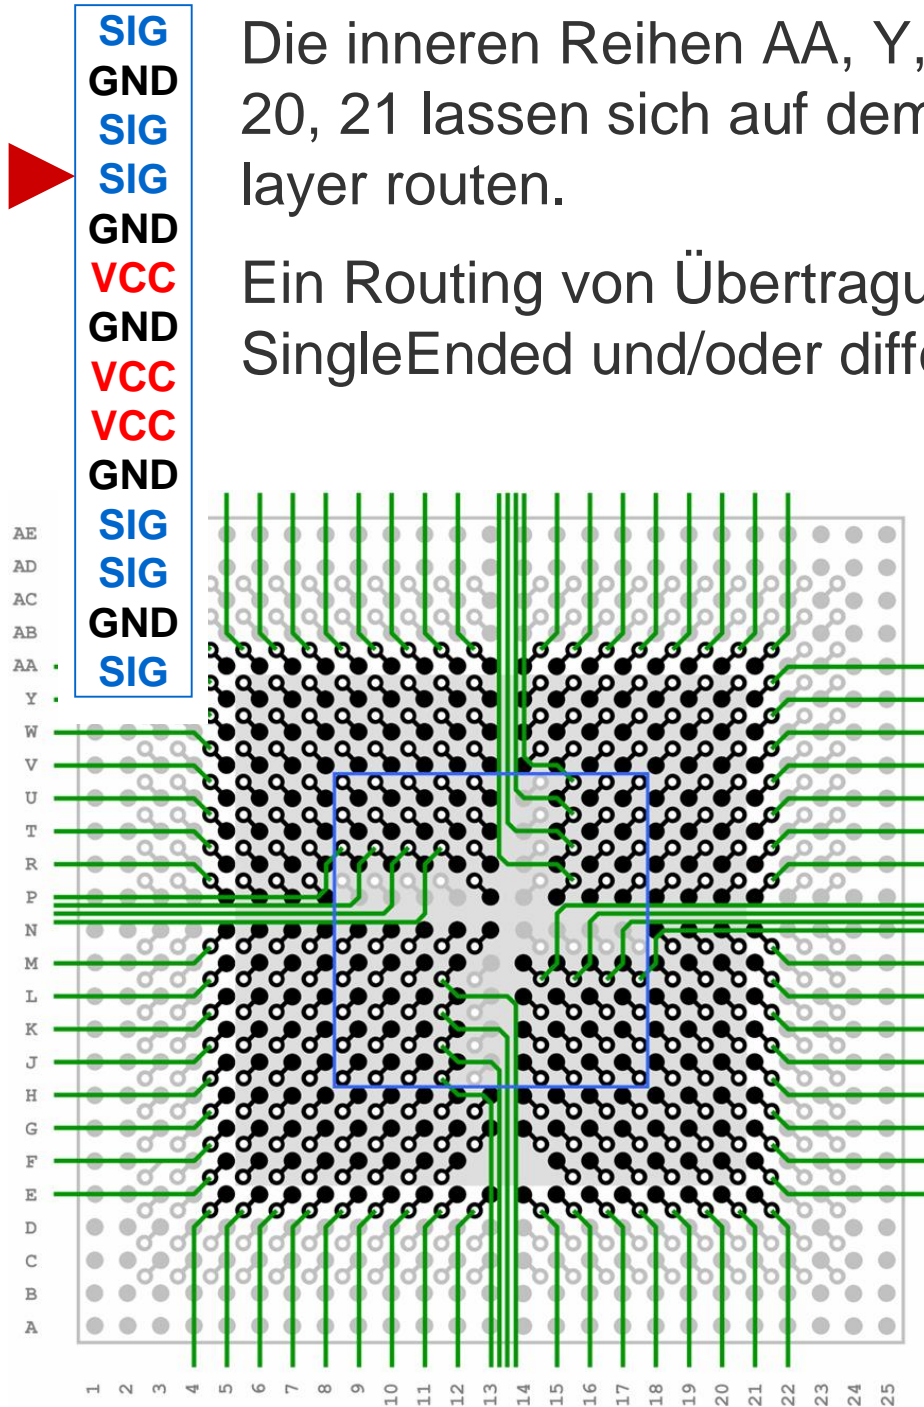 SIG
GND
SIG
SIG
GND
VCC
GND
VCC
VCC
GND
SIG
SIG
GND
SIG
Die inneren Reihen AA, Y,
20, 21 lassen sich auf dem
layer routen.
Ein Routing von
SingleEnded und/oder
AE
AD
AC
AB
AA
Y
W
V
U
T
R
P
N
M
L
K
J
H
G
F
E
D
C
B
A
1 2 3 4 5 6 7 8 9 10 11 12 13 14 15 16 17 18 19 20 21 22 23 24 25